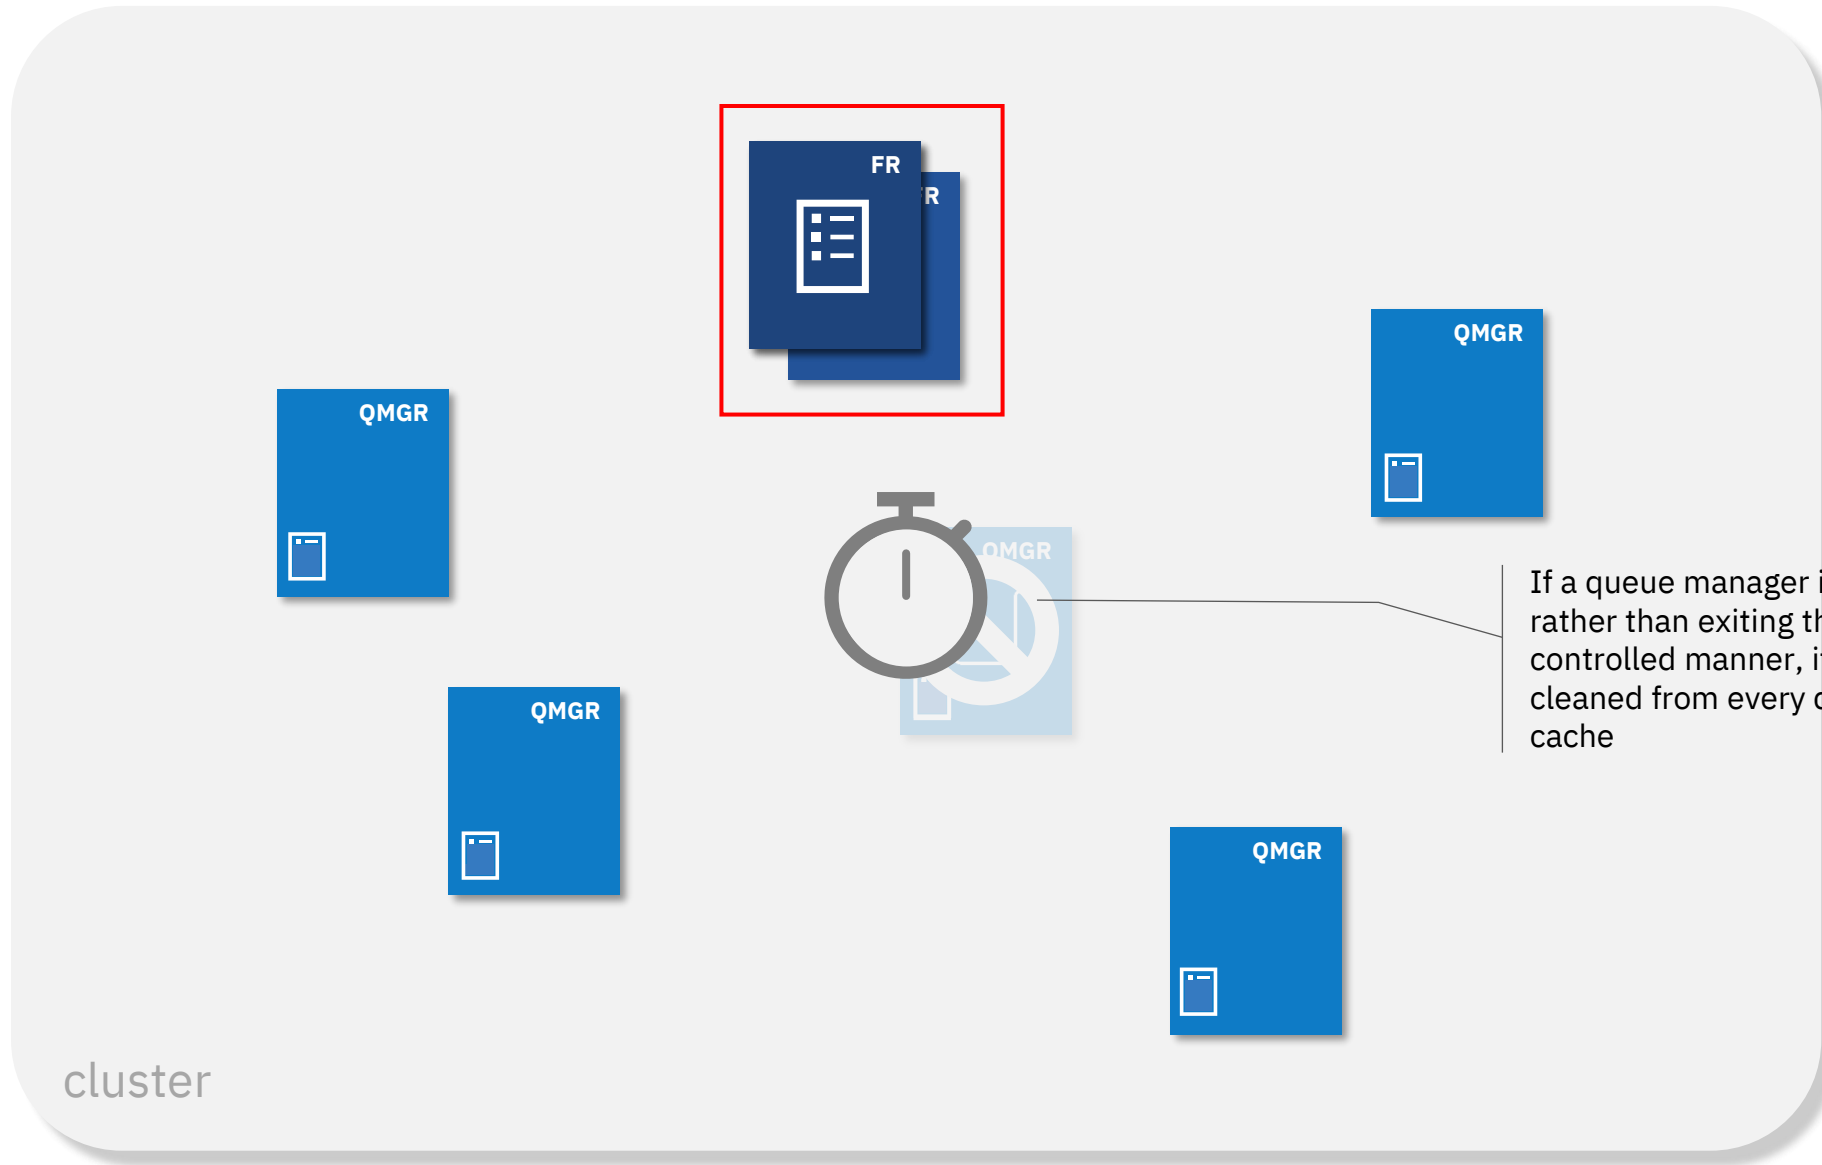 FR
FR
QMGR
QMGR
QMGR
If a queue manager
rather than exiting
controlled manner,
cleaned from every
cache
QMGR
QMGR
cluster